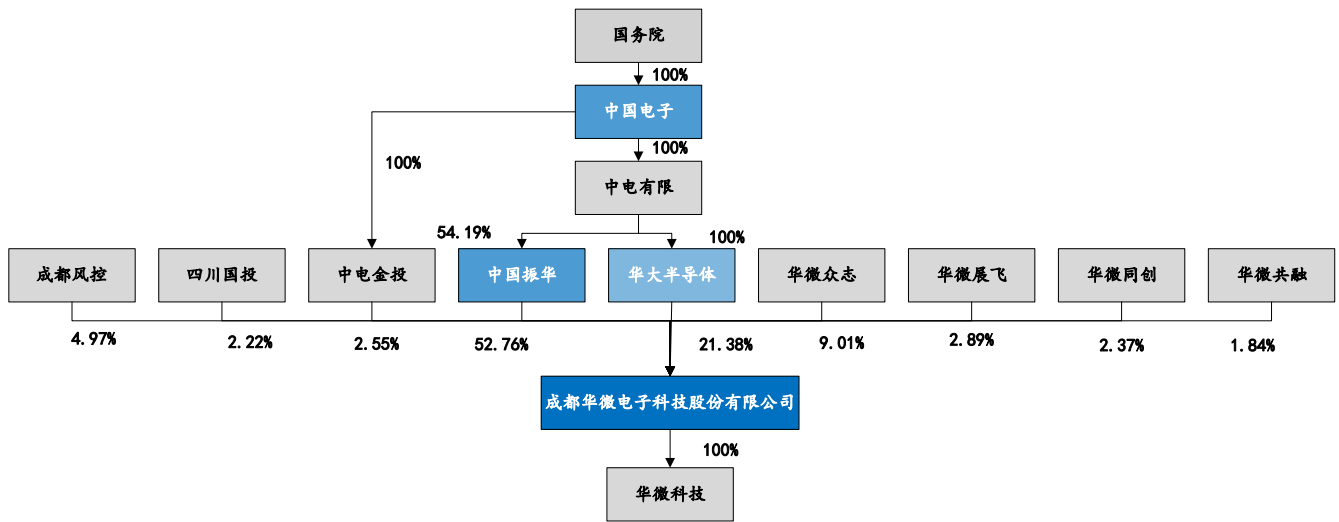 国务院
100%
中国电子
100%
100%
中电有限
54.19%
100%
成都风控
四川国投
中电金投
中国振华
华大半导体
华微众志
华微展飞
华微同创
华微共融
4.97%
2.22%
2.55%
52.76%
21.38%
9.01%
2.89%
2.37%
1.84%
成都华微电子科技股份有限公司
100%
华微科技